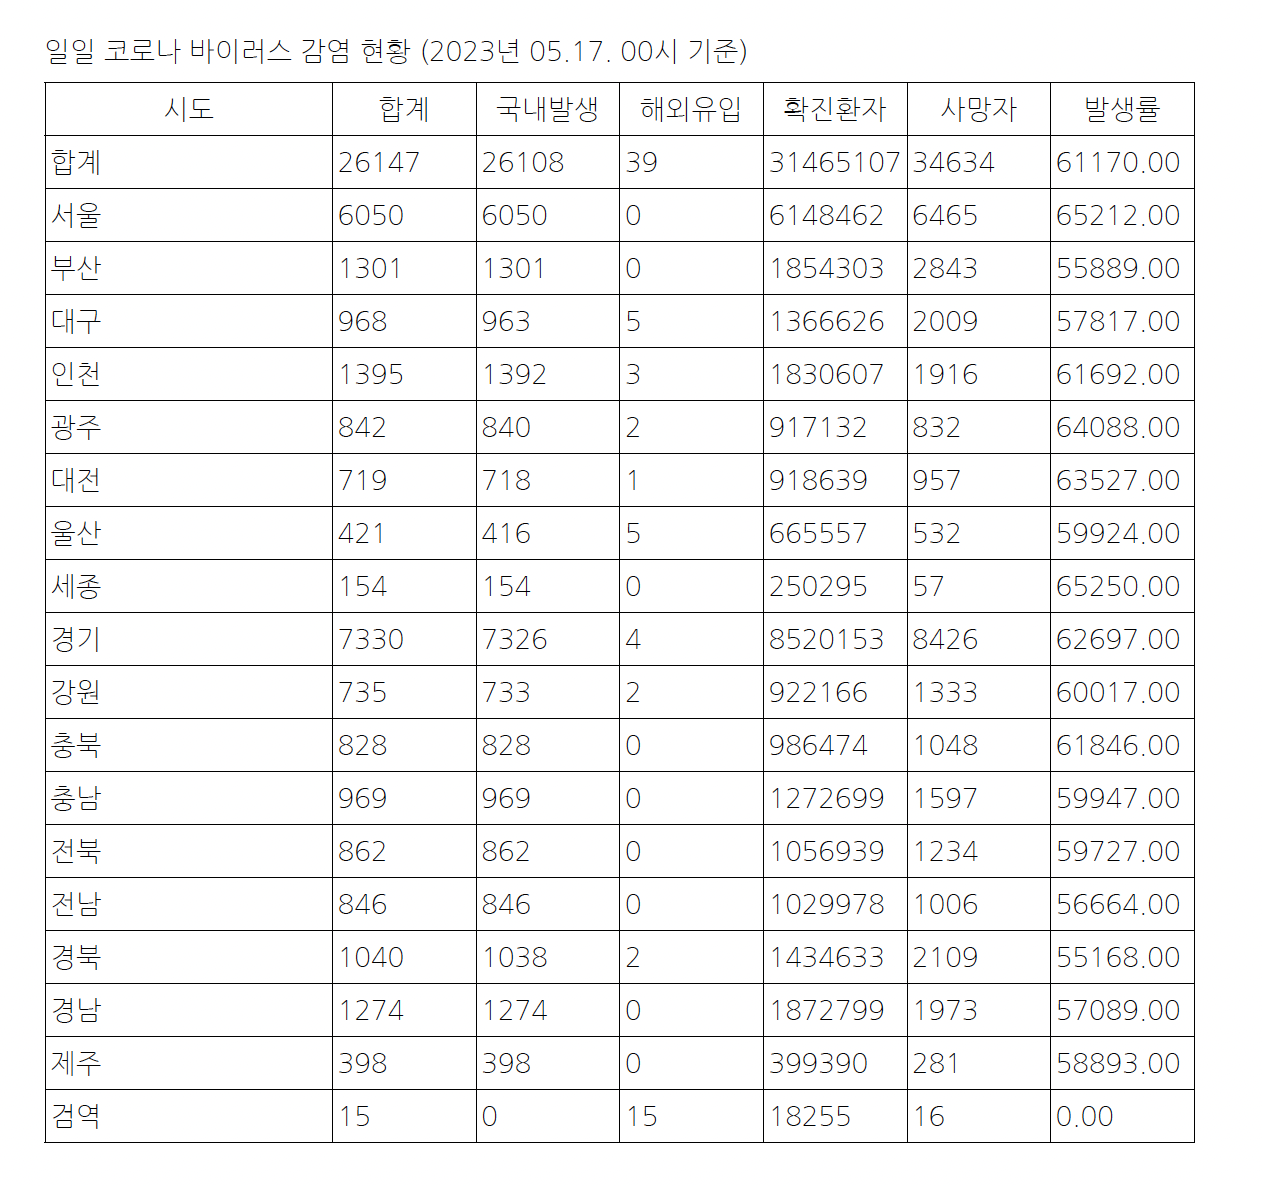 일일 코로나 바이러스 감염 현황 (2023년 05.17. 00시 기준)
시도 합계 국내발생 해외유입 확진환자 사망자 발생률
합계 26147 26108 39 31465107 34634 61170.00
서울 6050 6050 0 6148462 6465 65212.00
부산 1301 1301 0 1854303 2843 55889.00
대구 968 963 5 1366626 2009 57817.00
인천 1395 1392 3 1830607 1916 61692.00
광주 842 840 2 917132 832 64088.00
대전 719 718 1 918639 957 63527.00
울산 421 416 5 665557 532 59924.00
세종 154 154 0 250295 57 65250.00
경기 7330 7326 4 8520153 8426 62697.00
강원 735 733 2 922166 1333 60017.00
충북 828 828 0 986474 1048 61846.00
충남 969 969 0 1272699 1597 59947.00
전북 862 862 0 1056939 1234 59727.00
전남 846 846 0 1029978 1006 56664.00
경북 1040 1038 2 1434633 2109 55168.00
경남 1274 1274 0 1872799 1973 57089.00
제주 398 398 0 399390 281 58893.00
검역 15 0 15 18255 16 0.00